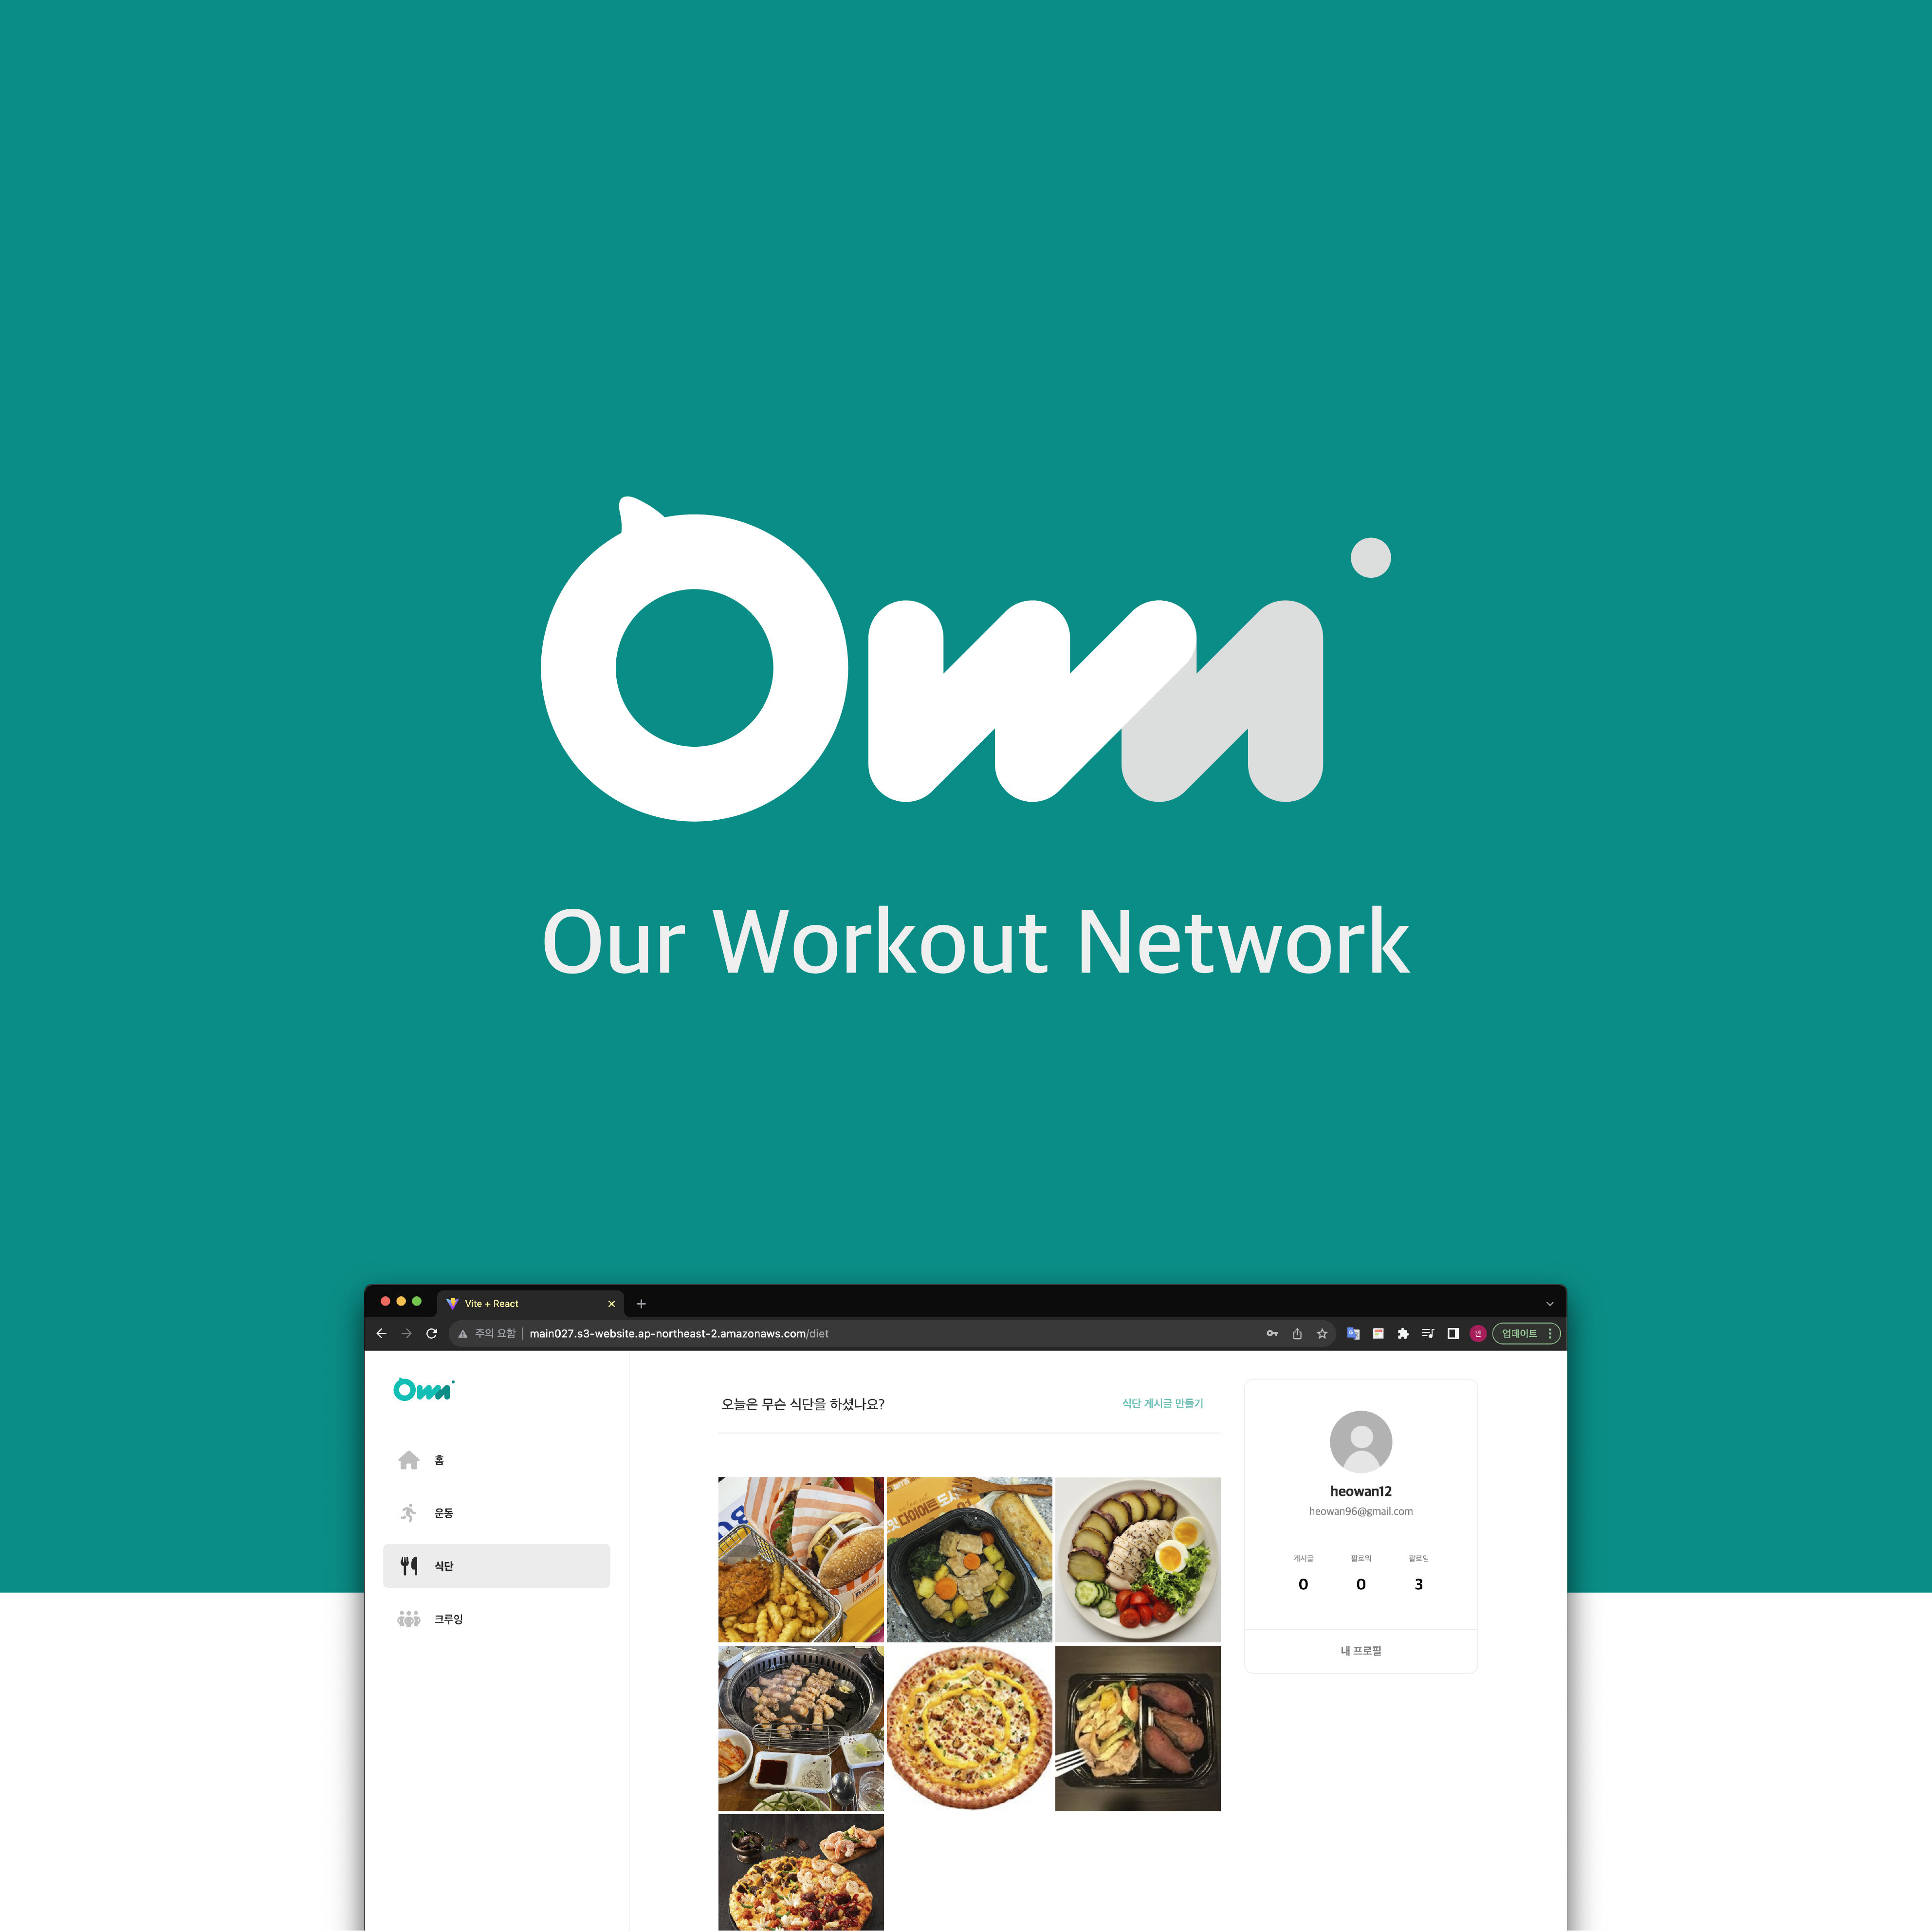 Own
Our Workout Network
Vite + React
주의 요함 | main027.s3-website.ap-northeast-2.amazonaws.com/diet
완
업데이트
Own
홈
운동
식단
크루잉
오늘은 무슨 식단을 하셨나요?
식단 게시글 만들기
heowan12
heowan96@gmail.com
게시글 팔로워 팔로잉
0 0 3
내 프로필